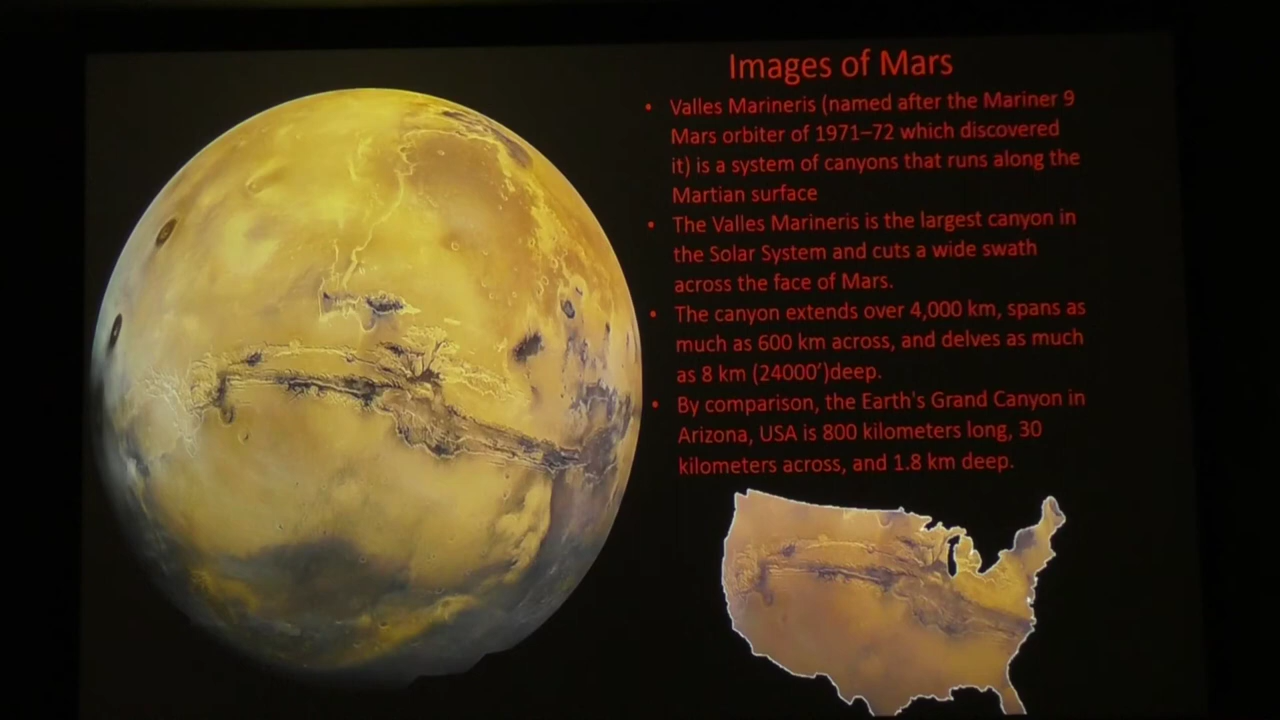 Images of Mars
• Valles Marineris (named after the Mariner 9
Mars orbiter of 1971–72 which discovered
it) is a system of canyons that runs along the
Martian surface
• The Valles Marineris is the largest canyon in
the Solar System and cuts a wide swath
across the face of Mars.
• The canyon extends over 4,000 km, spans as
much as 600 km across, and delves as much
as 8 km (24000’)deep.
• By comparison, the Earth's Grand Canyon in
Arizona, USA is 800 kilometers long, 30
kilometers across, and 1.8 km deep.